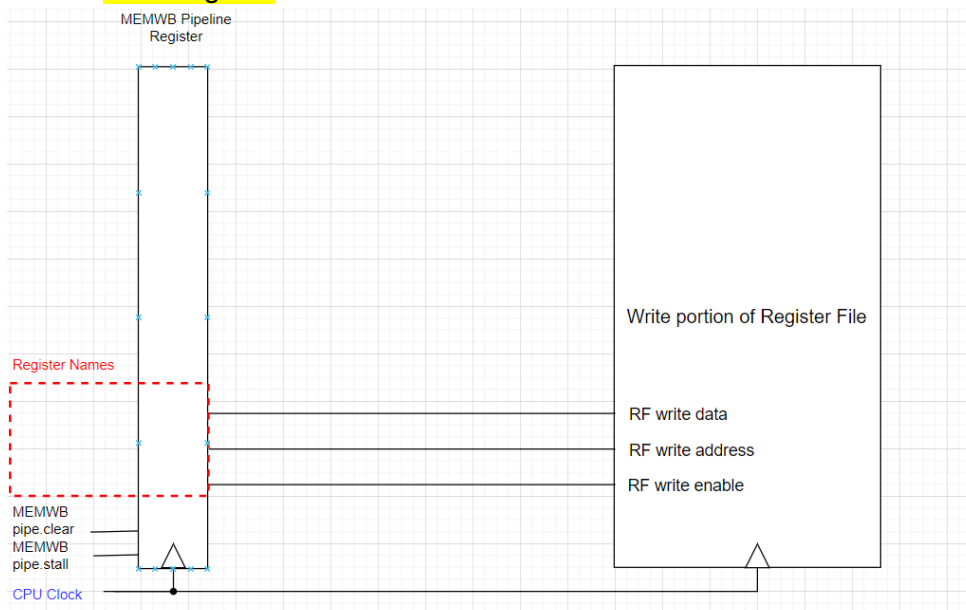 MEMWB Pipeline
Register
Write portion of Register File
Register Names
RF write data
RF write address
RF write enable
MEMWB
pipe.clear
MEMWB
pipe.stall
CPU Clock